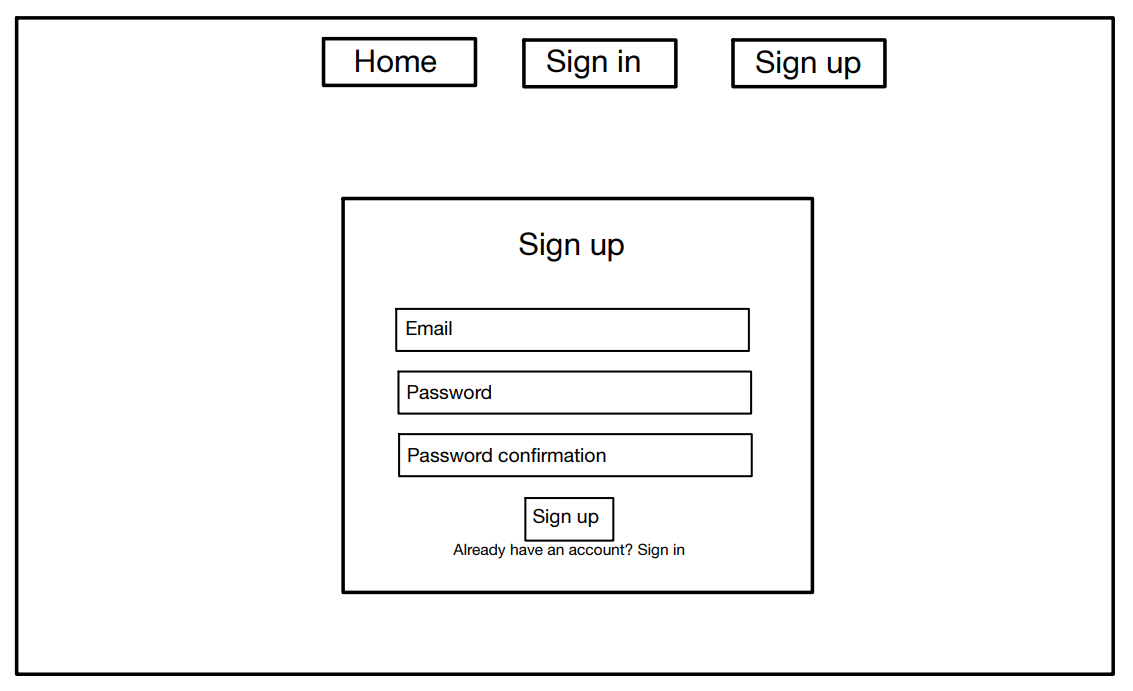 Home Sign in Sign up
Sign up
Email
Password
Password confirmation
Sign up
Already have an account? Sign in